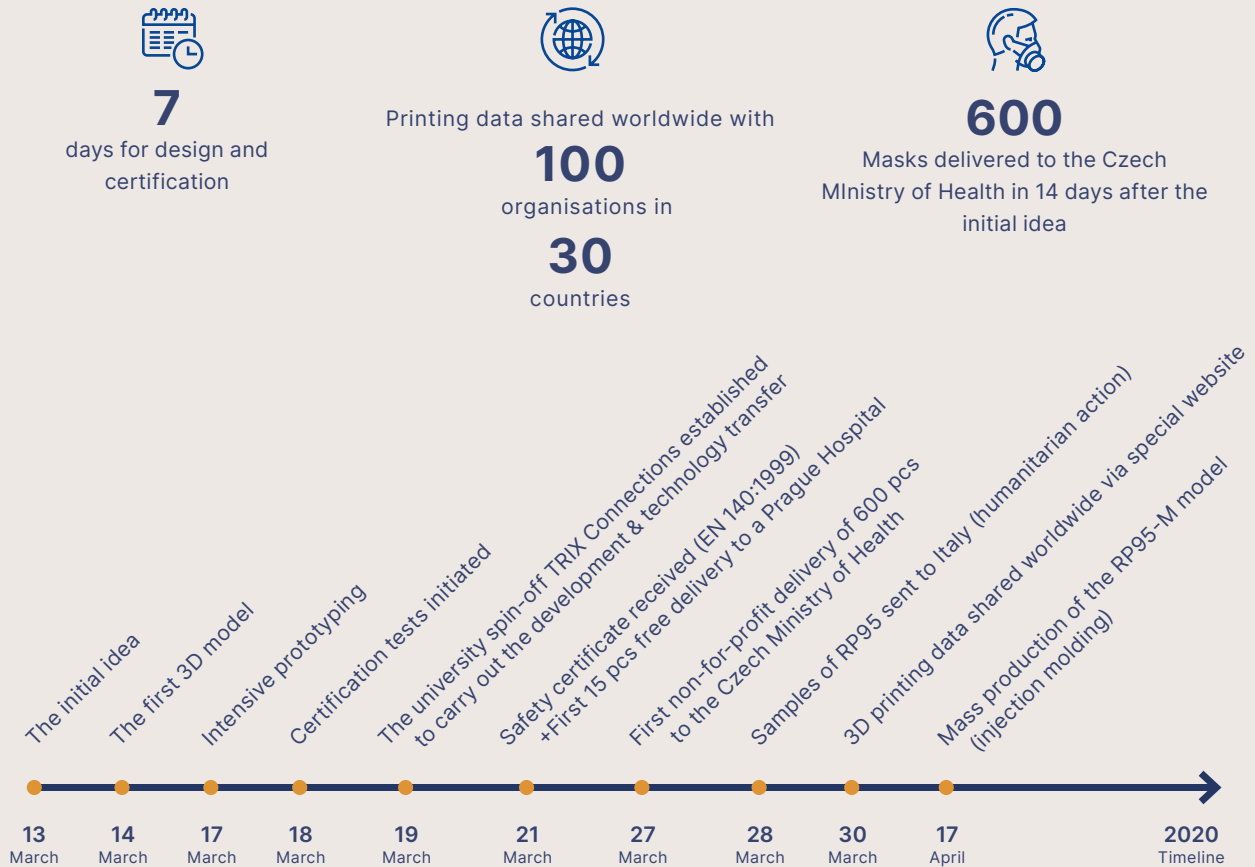 7
days for design and
certification
Printing data shared worldwide with
100
organisations in
30
countries
600
Masks delivered to the Czech
MInistry of Health in 14 days after the
initial idea
The initial idea
The first 3D model
Intensive prototyping
Certification tests initiated
The university spin-off TRIX Connections established
to carry out the development & technology transfer
Safety certificate received (EN 140:1999)
+First 15 pcs free delivery to a Prague Hospital
First non-for-profit delivery of 600 pcs
to the Czech Ministry of Health
Samples of RP95 sent to Italy (humanitarian action)
3D printing data shared worldwide via special website
Mass production of the RP95-M model
(injection molding)
13
March
14
March
17
March
18
March
19
March
21
March
27
March
28
March
30
March
17
April
2020
Timeline